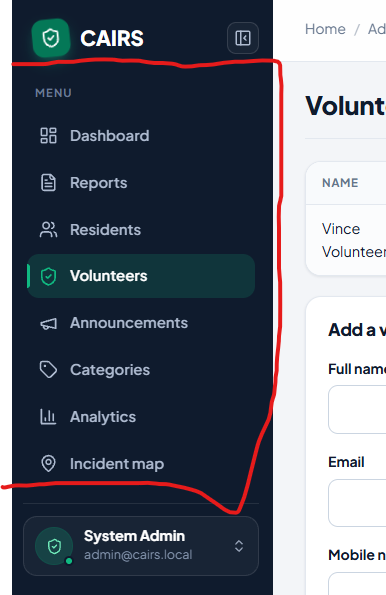 CAIRS
Home / Ad
MENU
Dashboard
Reports
Residents
Volunteers
Announcements
Categories
Analytics
Incident map
System Admin
admin@cairs.local
Volunt
NAME
Vince
Volunteer
Add a v
Full name
Email
Mobile n